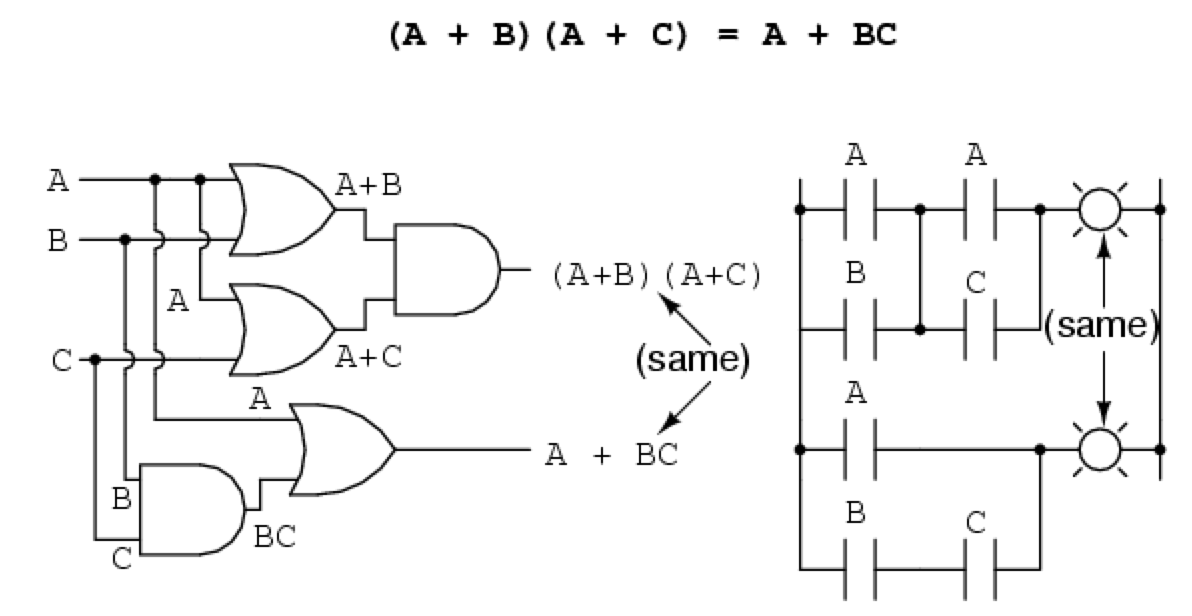 (A + B)(A + C) = A + BC
A
A
A
A+B
B
(A+B)(A+C)
B
C
A
(same)
(same)
C
A+C
A
A
A + BC
B
B
C
BC
C